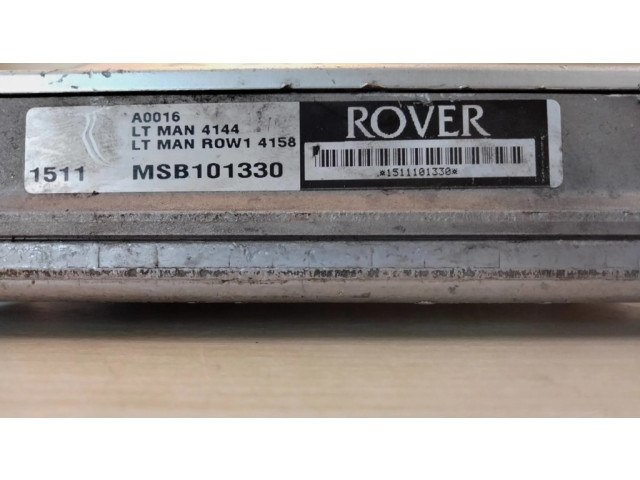 A0016
LT MAN 4144
LT MAN ROW1 4158
1511 MSB101330
ROVER
*1511101330*